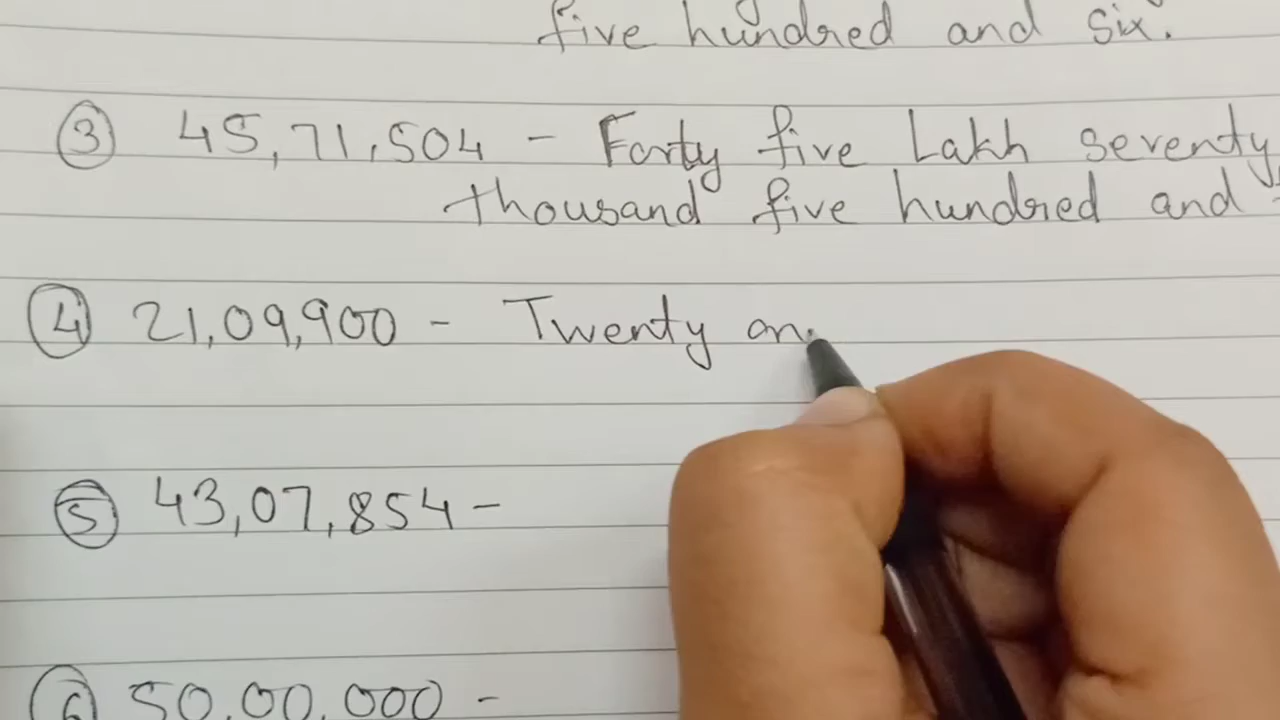 five hundred and six.
③ 45,71,504 - Forty five Lakh seventy
thousand five hundred and
④ 21,09,900 - Twenty on
⑤ 43,07,854 -
⑥ 50,00,000 -